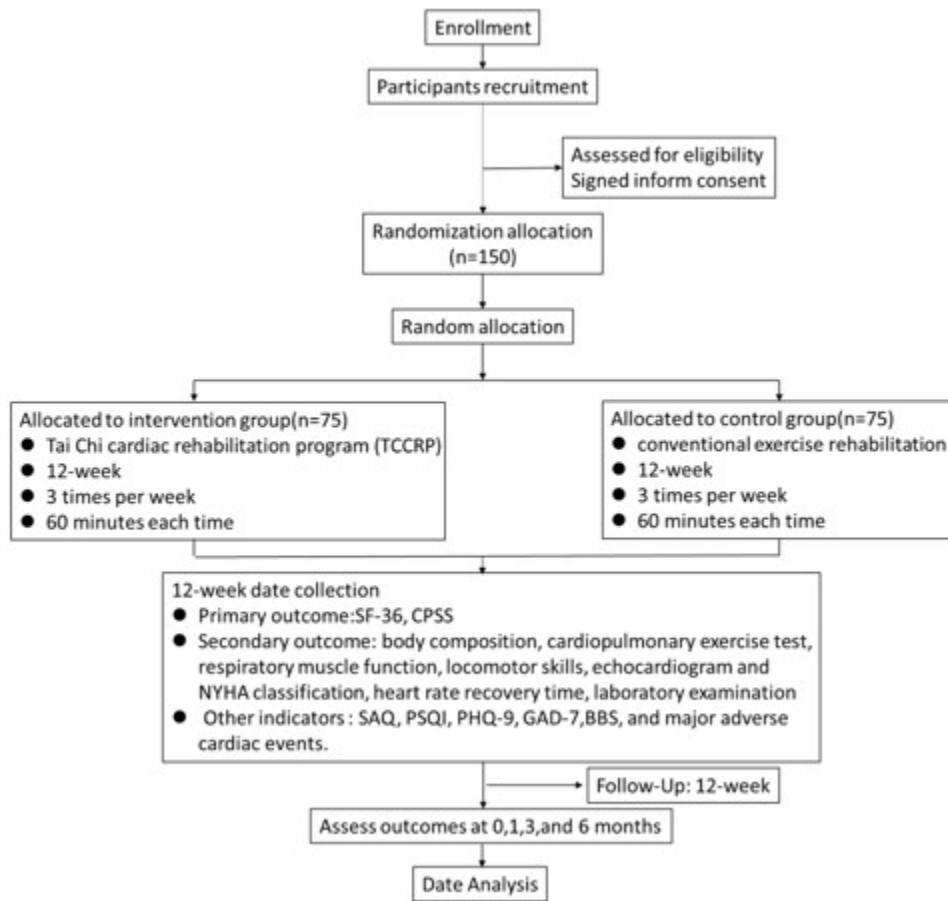 Enrollment
Participants recruitment
Assessed for eligibility
Signed inform consent
Randomization allocation
(n=150)
Random allocation
Allocated to intervention group(n=75)
● Tai Chi cardiac rehabilitation program (TCCRP)
● 12-week
● 3 times per week
● 60 minutes each time
Allocated to control group(n=75)
● conventional exercise rehabilitation
● 12-week
● 3 times per week
● 60 minutes each time
12-week date collection
● Primary outcome:SF-36, CPSS
● Secondary outcome: body composition, cardiopulmonary exercise test,
respiratory muscle function, locomotor skills, echocardiogram and
NYHA classification, heart rate recovery time, laboratory examination
● Other indicators : SAQ, PSQI, PHQ-9, GAD-7,BBS, and major adverse
cardiac events.
Follow-Up: 12-week
Assess outcomes at 0,1,3,and 6 months
Date Analysis